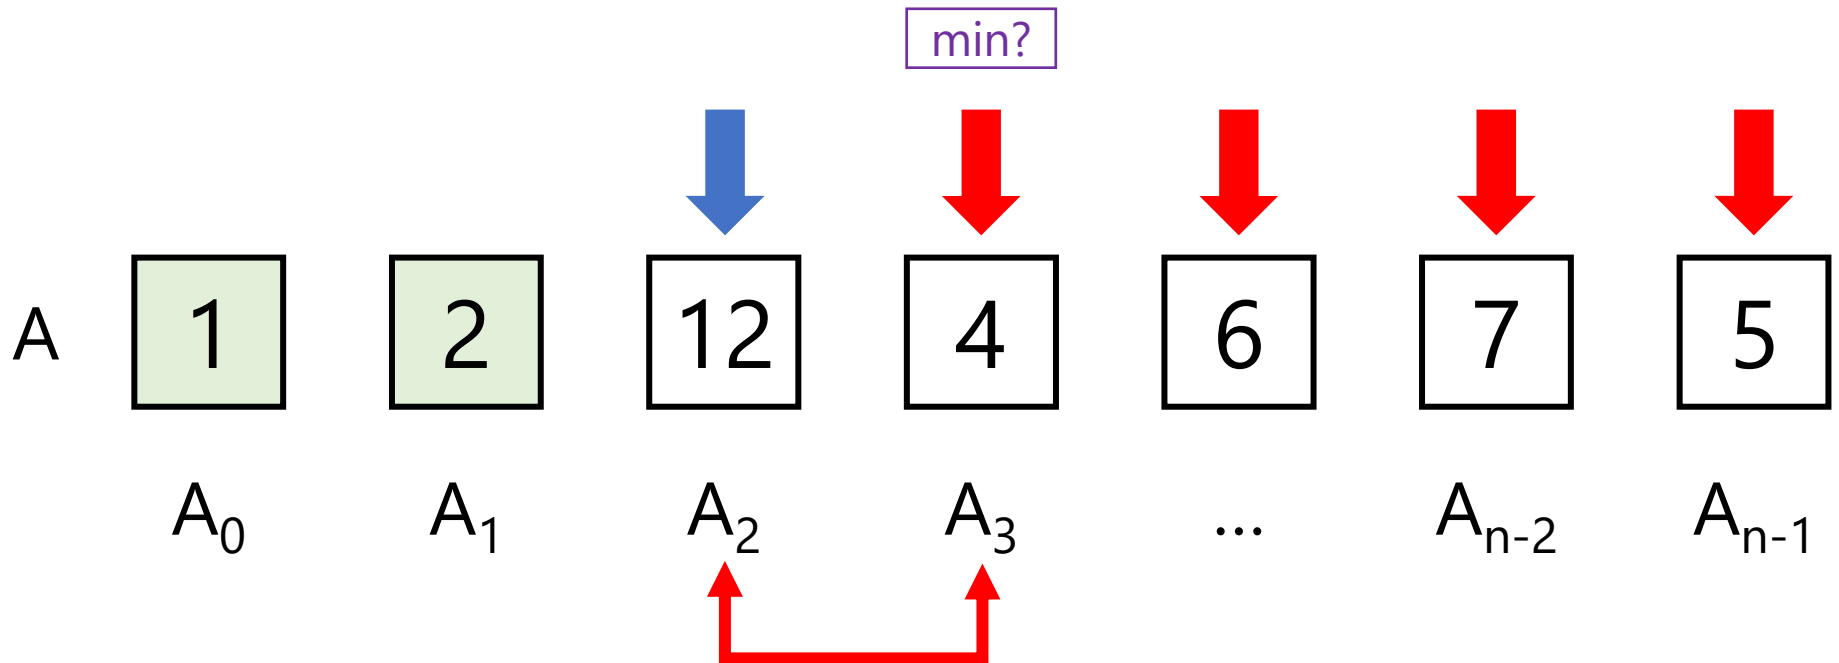 min?
A 1 2 12 4 6 7 5
A₀ A₁ A₂ A₃ ... Aₙ₋₂ Aₙ₋₁